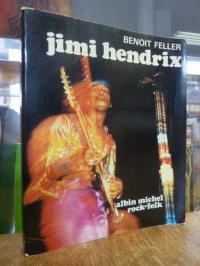 BENOIT FELLER
jimi hendrix
albin michel
rock-folk